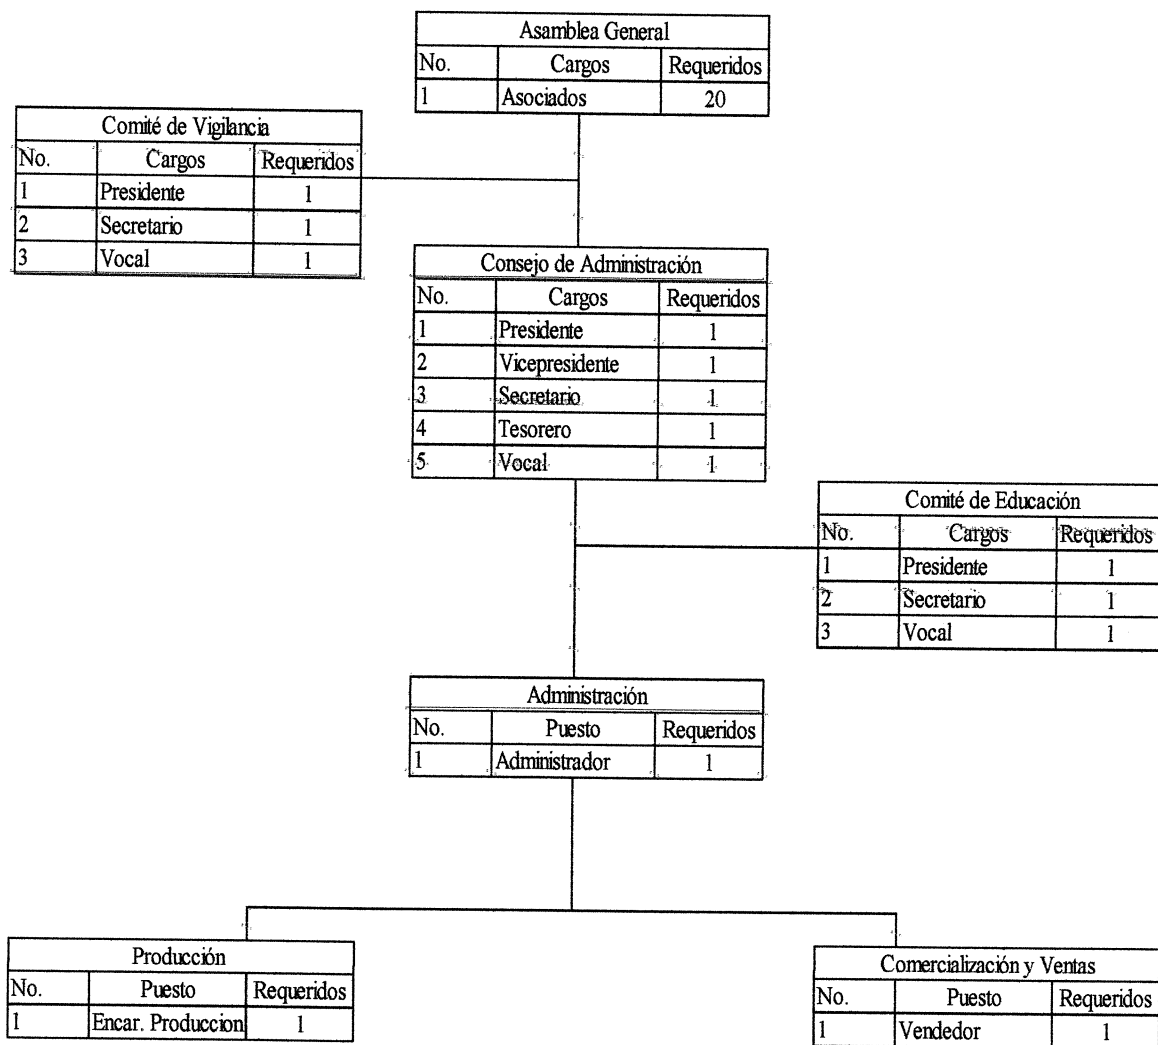 Asamblea General
No. Cargos Requeridos
1 Asociados 20
Comité de Vigilancia
No. Cargos Requeridos
1 Presidente 1
2 Secretario 1
3 Vocal 1
Consejo de Administración
No. Cargos Requeridos
1 Presidente 1
2 Vicepresidente 1
3 Secretario 1
4 Tesorero 1
5 Vocal 1
Comité de Educación
No. Cargos Requeridos
1 Presidente 1
2 Secretario 1
3 Vocal 1
Administración
No. Puesto Requeridos
1 Administrador 1
Producción
No. Puesto Requeridos
1 Encar. Produccion 1
Comercialización y Ventas
No. Puesto Requeridos
1 Vendedor 1